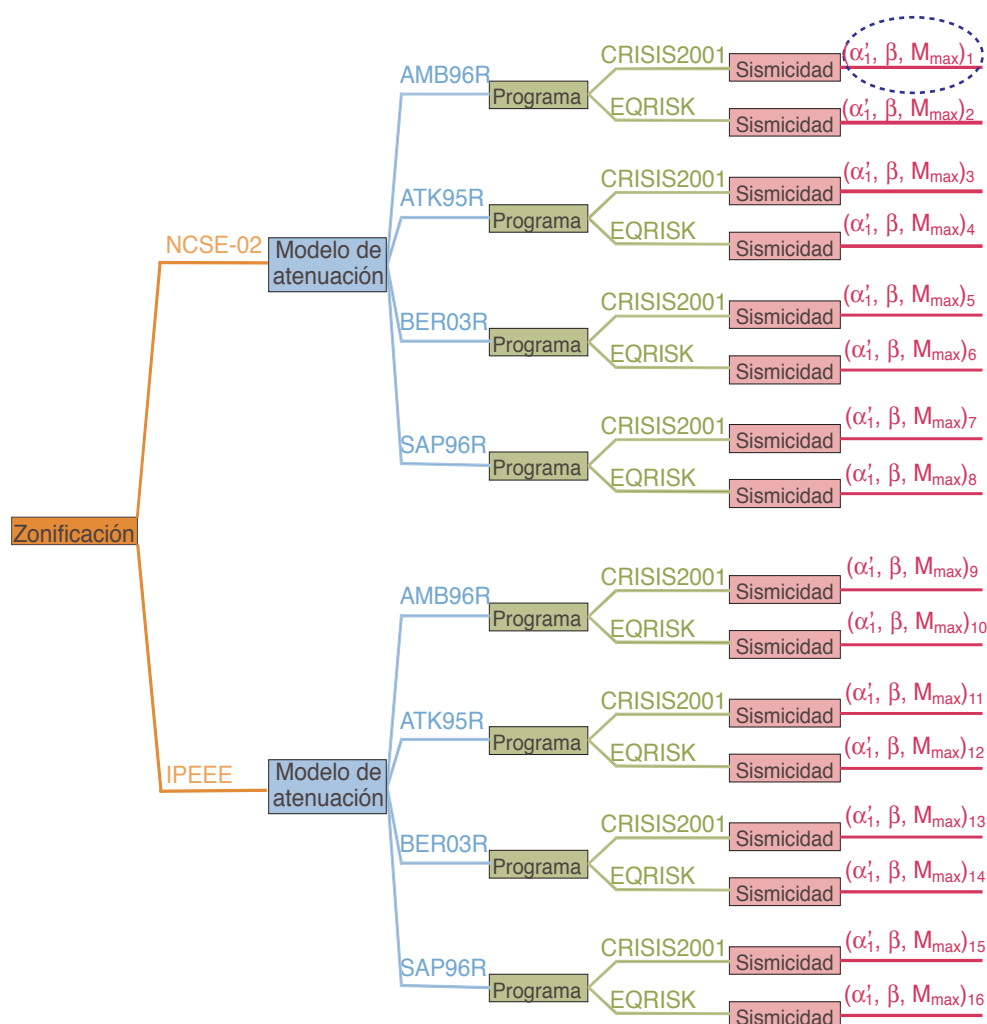 CRISIS2001
Sismicidad
(α'₁, β, Mmax)₁
AMB96R
Programa
EQRISK
Sismicidad
(α'₁, β, Mmax)₂
CRISIS2001
Sismicidad
(α'₁, β, Mmax)₃
ATK95R
Programa
EQRISK
Sismicidad
(α'₁, β, Mmax)₄
NCSE-02
Modelo de
atenuación
CRISIS2001
Sismicidad
(α'₁, β, Mmax)₅
BER03R
Programa
EQRISK
Sismicidad
(α'₁, β, Mmax)₆
CRISIS2001
Sismicidad
(α'₁, β, Mmax)₇
SAP96R
Programa
EQRISK
Sismicidad
(α'₁, β, Mmax)₈
Zonificación
CRISIS2001
Sismicidad
(α'₁, β, Mmax)₉
AMB96R
Programa
EQRISK
Sismicidad
(α'₁, β, Mmax)₁₀
CRISIS2001
Sismicidad
(α'₁, β, Mmax)₁₁
ATK95R
Programa
EQRISK
Sismicidad
(α'₁, β, Mmax)₁₂
IPEEE
Modelo de
atenuación
CRISIS2001
Sismicidad
(α'₁, β, Mmax)₁₃
BER03R
Programa
EQRISK
Sismicidad
(α'₁, β, Mmax)₁₄
CRISIS2001
Sismicidad
(α'₁, β, Mmax)₁₅
SAP96R
Programa
EQRISK
Sismicidad
(α'₁, β, Mmax)₁₆